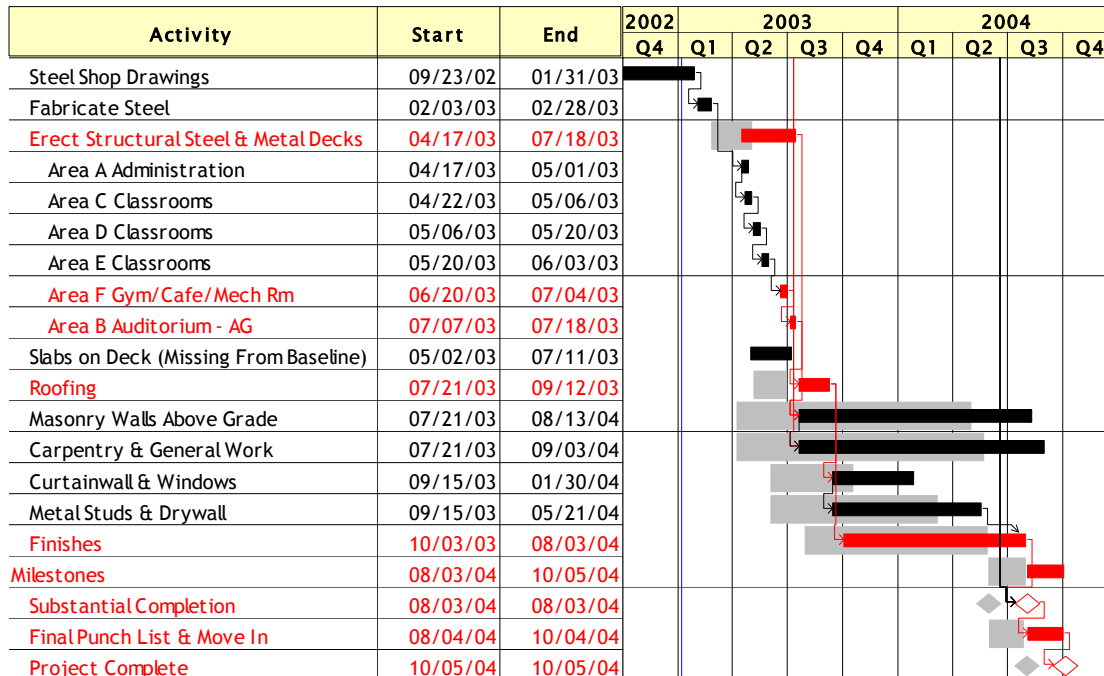 Activity Start End 2002 2003 2004
Q4 Q1 Q2 Q3 Q4 Q1 Q2 Q3 Q4
Steel Shop Drawings 09/23/02 01/31/03
Fabricate Steel 02/03/03 02/28/03
Erect Structural Steel & Metal Decks 04/17/03 07/18/03
Area A Administration 04/17/03 05/01/03
Area C Classrooms 04/22/03 05/06/03
Area D Classrooms 05/06/03 05/20/03
Area E Classrooms 05/20/03 06/03/03
Area F Gym/Cafe/Mech Rm 06/20/03 07/04/03
Area B Auditorium - AG 07/07/03 07/18/03
Slabs on Deck (Missing From Baseline) 05/02/03 07/11/03
Roofing 07/21/03 09/12/03
Masonry Walls Above Grade 07/21/03 08/13/04
Carpentry & General Work 07/21/03 09/03/04
Curtainwall & Windows 09/15/03 01/30/04
Metal Studs & Drywall 09/15/03 05/21/04
Finishes 10/03/03 08/03/04
Milestones 08/03/04 10/05/04
Substantial Completion 08/03/04 08/03/04
Final Punch List & Move In 08/04/04 10/04/04
Project Complete 10/05/04 10/05/04